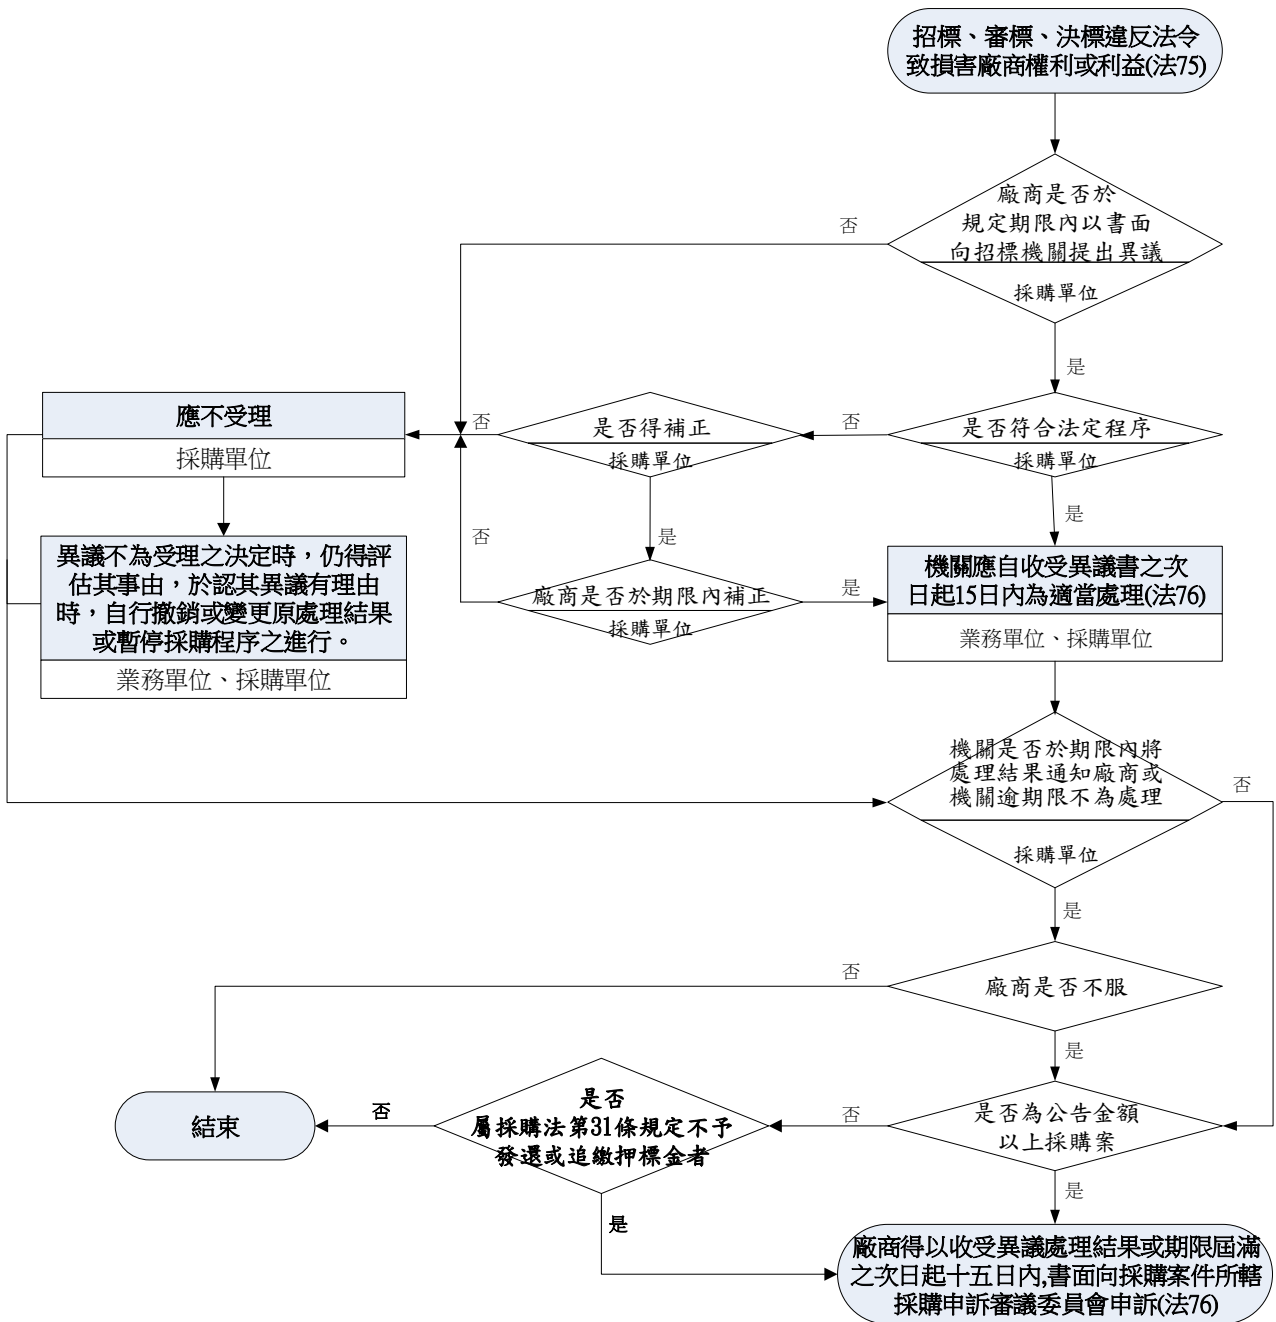 招標、審標、決標違反法令
致損害廠商權利或利益(法75)
廠商是否於
規定期限內以書面
向招標機關提出異議
採購單位
否
是
應不受理
採購單位
否
是否得補正
採購單位
否
是否符合法定程序
採購單位
是
是
異議不為受理之決定時，仍得評
估其事由，於認其異議有理由
時，自行撤銷或變更原處理結果
或暫停採購程序之進行。
業務單位、採購單位
否
廠商是否於期限內補正
採購單位
是
機關應自收受異議書之次
日起15日內為適當處理(法76)
業務單位、採購單位
機關是否於期限內將
處理結果通知廠商或
機關逾期限不為處理
採購單位
否
是
否
廠商是否不服
是
結束
否
是否
屬採購法第31條規定不予
發還或追繳押標金者
否
是否為公告金額
以上採購案
是
是
廠商得以收受異議處理結果或期限屆滿
之次日起十五日內,書面向採購案件所轄
採購申訴審議委員會申訴(法76)